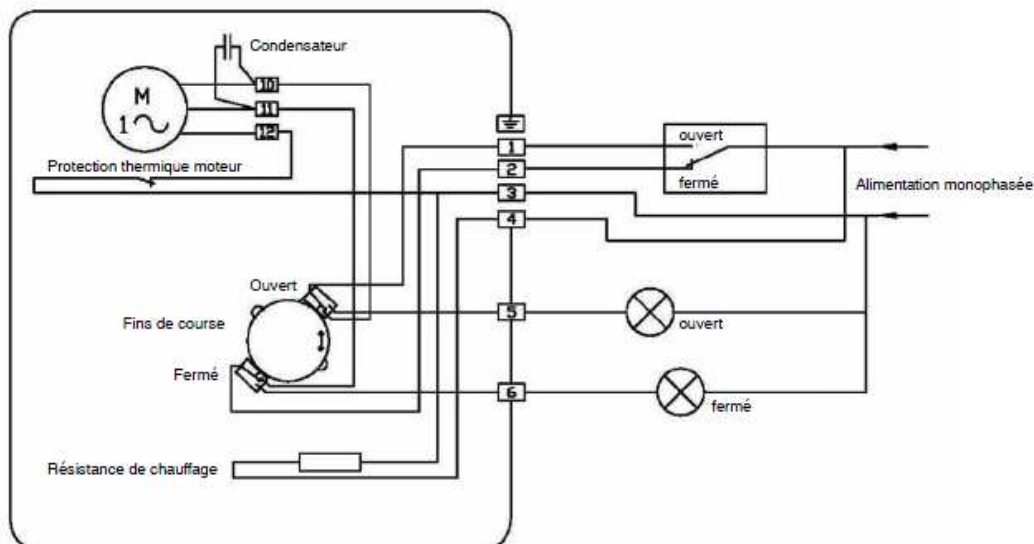 Condensateur
10
M
11
1
12
ouvert
1
Protection thermique moteur
2
fermé
Alimentation monophasée
3
4
Ouvert
Fins de course
5
ouvert
Fermé
6
fermé
Résistance de chauffage